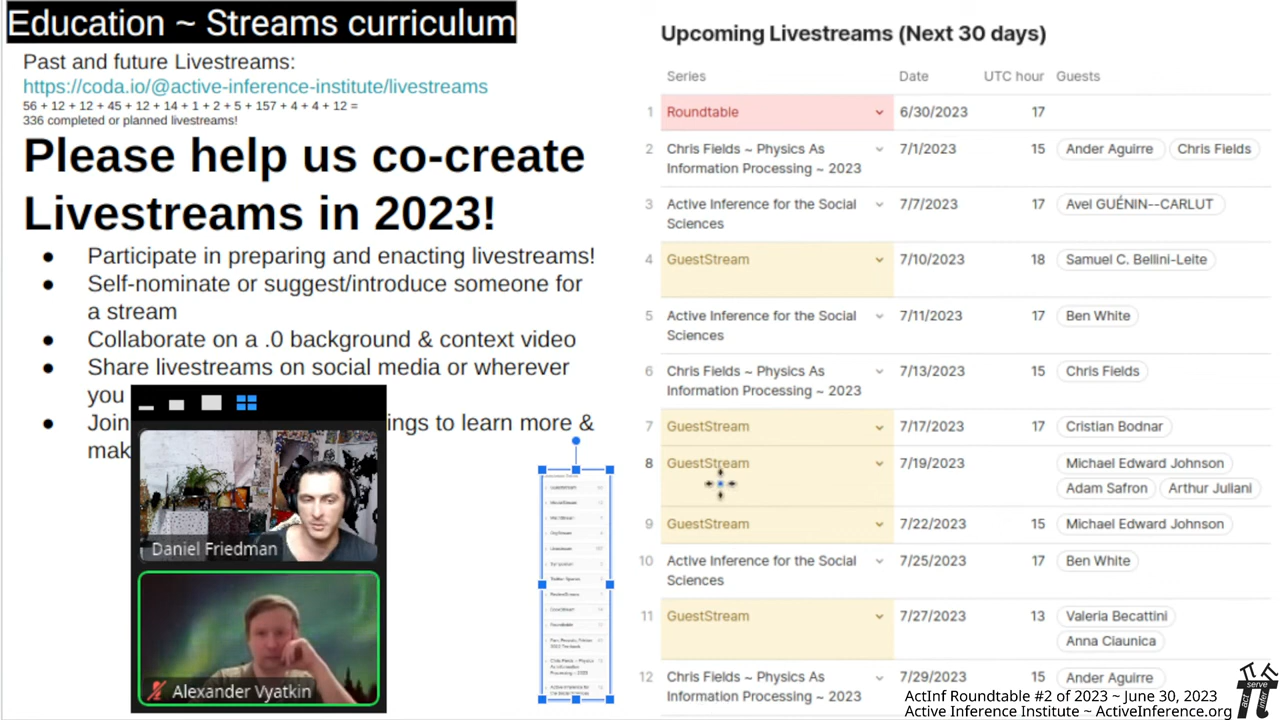 Education ~ Streams curriculum
Past and future Livestreams:
https://coda.io/@active-inference-institute/livestreams
56 + 12 + 12 + 45 + 12 + 14 + 1 + 2 + 5 + 157 + 4 + 4 + 12 =
336 completed or planned livestreams!
Please help us co-create
Livestreams in 2023!
● Participate in preparing and enacting livestreams!
● Self-nominate or suggest/introduce someone for
a stream
● Collaborate on a .0 background & context video
● Share livestreams on social media or wherever
you
● Join ings to learn more &
mak
Daniel Friedman
Alexander Vyatkin
GuestStream
Livestream
Roundtable
Upcoming Livestreams (Next 30 days)
Series Date UTC hour Guests
1 Roundtable 6/30/2023 17
2 Chris Fields ~ Physics As 7/1/2023 15 Ander Aguirre Chris Fields
Information Processing ~ 2023
3 Active Inference for the Social 7/7/2023 17 Avel GUÉNIN--CARLUT
Sciences
4 GuestStream 7/10/2023 18 Samuel C. Bellini-Leite
5 Active Inference for the Social 7/11/2023 17 Ben White
Sciences
6 Chris Fields ~ Physics As 7/13/2023 15 Chris Fields
Information Processing ~ 2023
7 GuestStream 7/17/2023 17 Cristian Bodnar
8 GuestStream 7/19/2023 Michael Edward Johnson
Adam Safron Arthur Juliani
9 GuestStream 7/22/2023 15 Michael Edward Johnson
10 Active Inference for the Social 7/25/2023 17 Ben White
Sciences
11 GuestStream 7/27/2023 13 Valeria Becattini
Anna Ciaunica
12 Chris Fields ~ Physics As 7/29/2023 15 Ander Aguirre
Information Processing ~ 2023
ActInf Roundtable #2 of 2023 ~ June 30, 2023
Active Inference Institute ~ ActiveInference.org
act serve infer